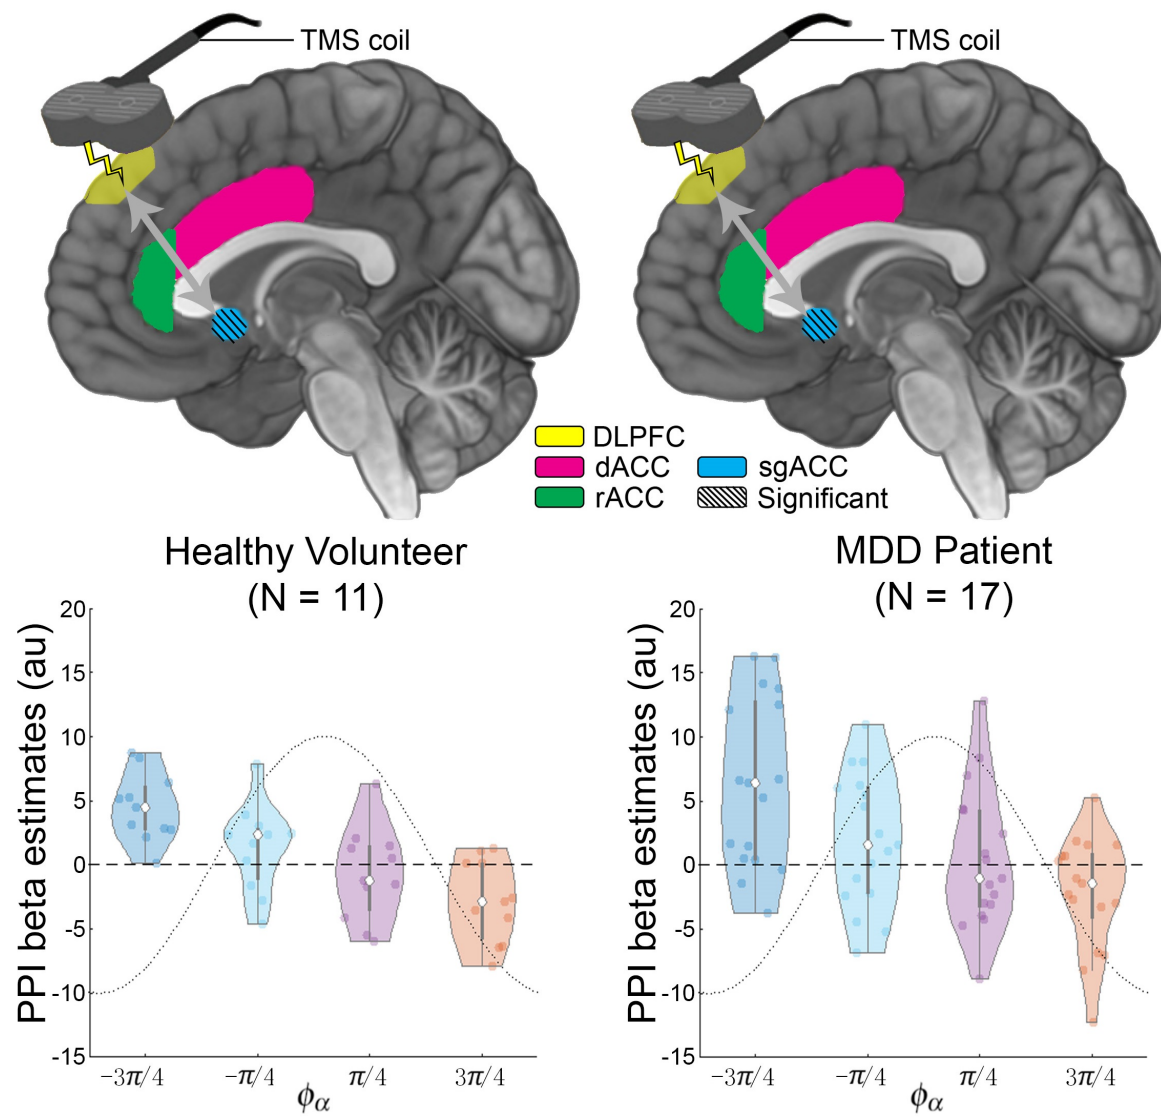 TMS coil
TMS coil
DLPFC
dACC
sgACC
rACC
Significant
Healthy Volunteer
(N = 11)
PPI beta estimates (au)
20
15
10
5
0
-5
-10
-15
−3π/4
−π/4
π/4
3π/4
ϕα
MDD Patient
(N = 17)
PPI beta estimates (au)
20
15
10
5
0
-5
-10
-15
−3π/4
−π/4
π/4
3π/4
ϕα